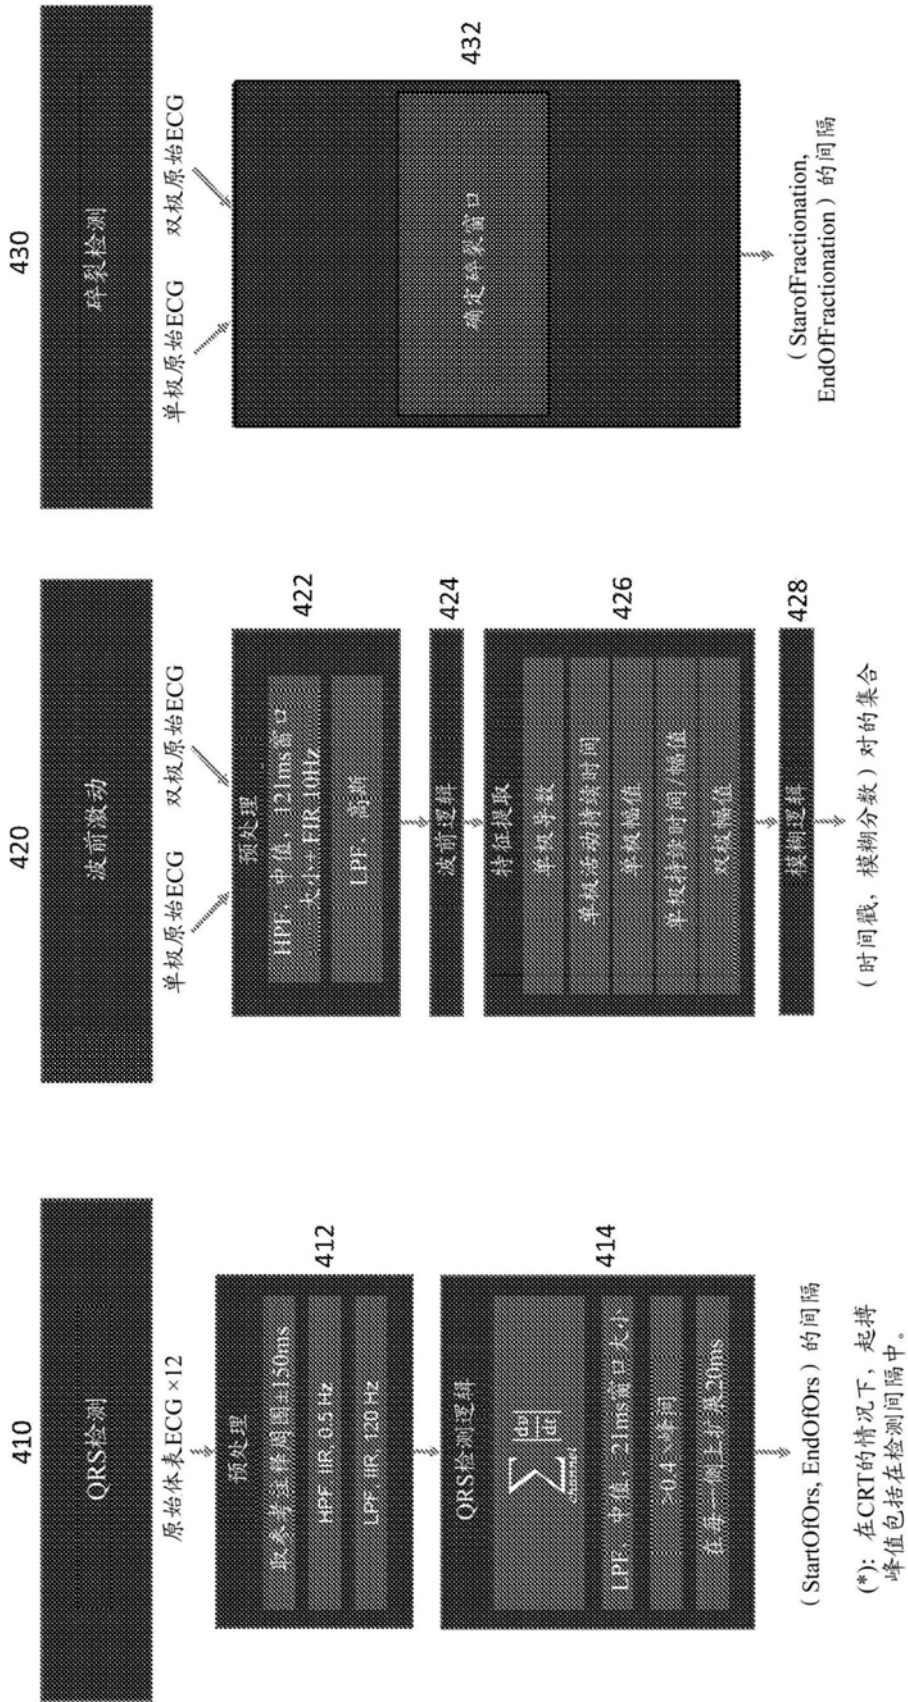 410
QRS检测
原始体表ECG ×12
预处理
取参考注释周围±150ms
HPF. IIR, 0.5 Hz
LPF. IIR, 120 Hz
412
QRS检测逻辑
∑ |dv/dt|
channel
LPF. 中值, 21ms窗口大小
>0.4×峰间
在每一侧上扩展20ms
414
（StartOfOrs, EndOfOrs）的间隔
(*): 在CRT的情况下，起搏
峰值包括在检测间隔中。
420
波前激动
单极原始ECG
双极原始ECG
预处理
HPF. 中值, 121ms窗口
大小++FIR 10Hz
LPF. 高斯
422
波前逻辑
424
特征提取
单极导数
单极活动持续时间
单极幅值
单极持续时间/幅值
双极幅值
426
模糊逻辑
428
（时间戳，模糊分数）对的集合
430
碎裂检测
单极原始ECG
双极原始ECG
确定碎裂窗口
432
（StarofFractionation,
EndOfFractionation）的间隔